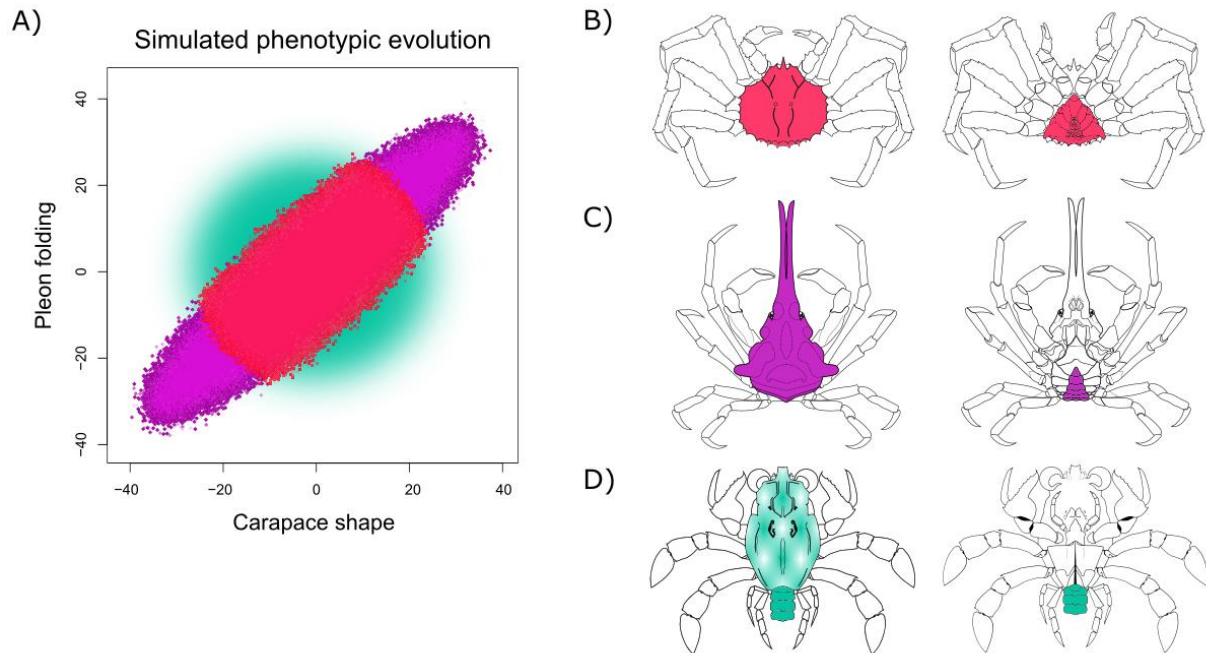 A)
Simulated phenotypic evolution
Pleon folding
40
20
0
−20
−40
−40 −20 0 20 40
Carapace shape
B)
C)
D)